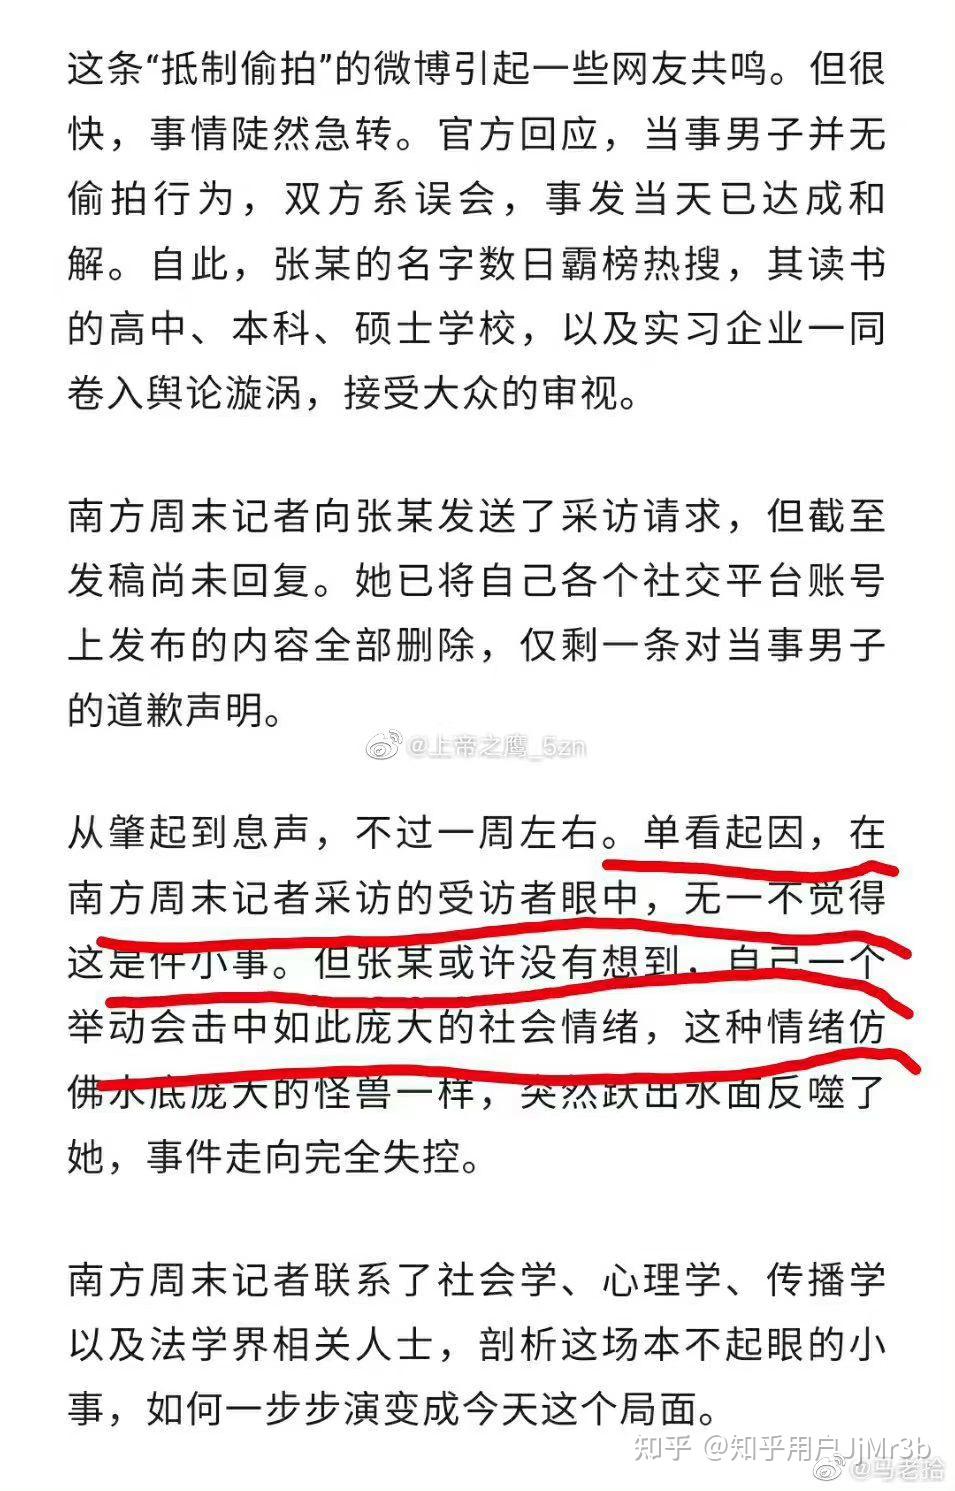 这条“抵制偷拍”的微博引起一些网友共鸣。但很
快，事情陡然急转。官方回应，当事男子并无
偷拍行为，双方系误会，事发当天已达成和
解。自此，张某的名字数日霸榜热搜，其读书
的高中、本科、硕士学校，以及实习企业一同
卷入舆论漩涡，接受大众的审视。
南方周末记者向张某发送了采访请求，但截至
发稿尚未回复。她已将自己各个社交平台账号
上发布的内容全部删除，仅剩一条对当事男子
的道歉声明。
@上帝之鹰_5zn
从肇起到息声，不过一周左右。单看起因，在
南方周末记者采访的受访者眼中，无一不觉得
这是件小事。但张某或许没有想到，自己一个
举动会击中如此庞大的社会情绪，这种情绪仿
佛水底庞大的怪兽一样，突然跃出水面反噬了
她，事件走向完全失控。
南方周末记者联系了社会学、心理学、传播学
以及法学界相关人士，剖析这场本不起眼的小
事，如何一步步演变成今天这个局面。
知乎 @知乎用户JjMr3b
@马老骀